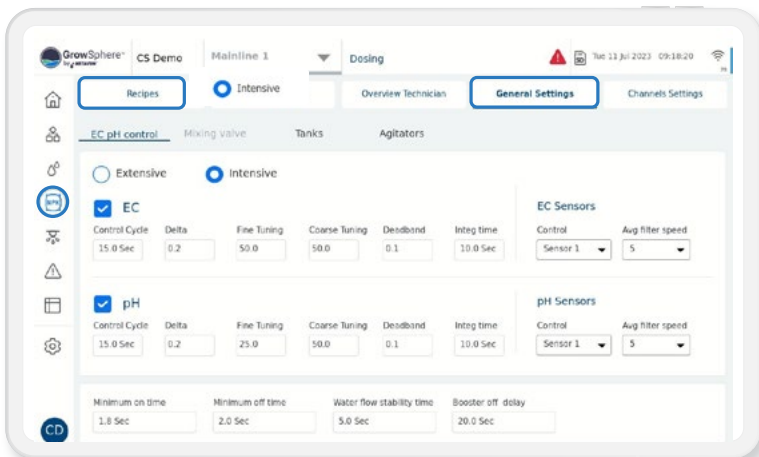 GrowSphere™ CS Demo Mainline 1 Dosing Tue 11 Jul 2023 09:18:20
by NETAFIM
Recipes Intensive Overview Technician General Settings Channels Settings
EC pH control Mixing valve Tanks Agitators
Extensive Intensive
EC EC Sensors
Control Cycle Delta Fine Tuning Coarse Tuning Deadband Integ time Control Avg filter speed
15.0 Sec 0.2 50.0 50.0 0.1 10.0 Sec Sensor 1 5
pH pH Sensors
Control Cycle Delta Fine Tuning Coarse Tuning Deadband Integ time Control Avg filter speed
15.0 Sec 0.2 25.0 50.0 0.1 10.0 Sec Sensor 1 5
Minimum on time Minimum off time Water flow stability time Booster off delay
1.8 Sec 2.0 Sec 5.0 Sec 20.0 Sec
CD